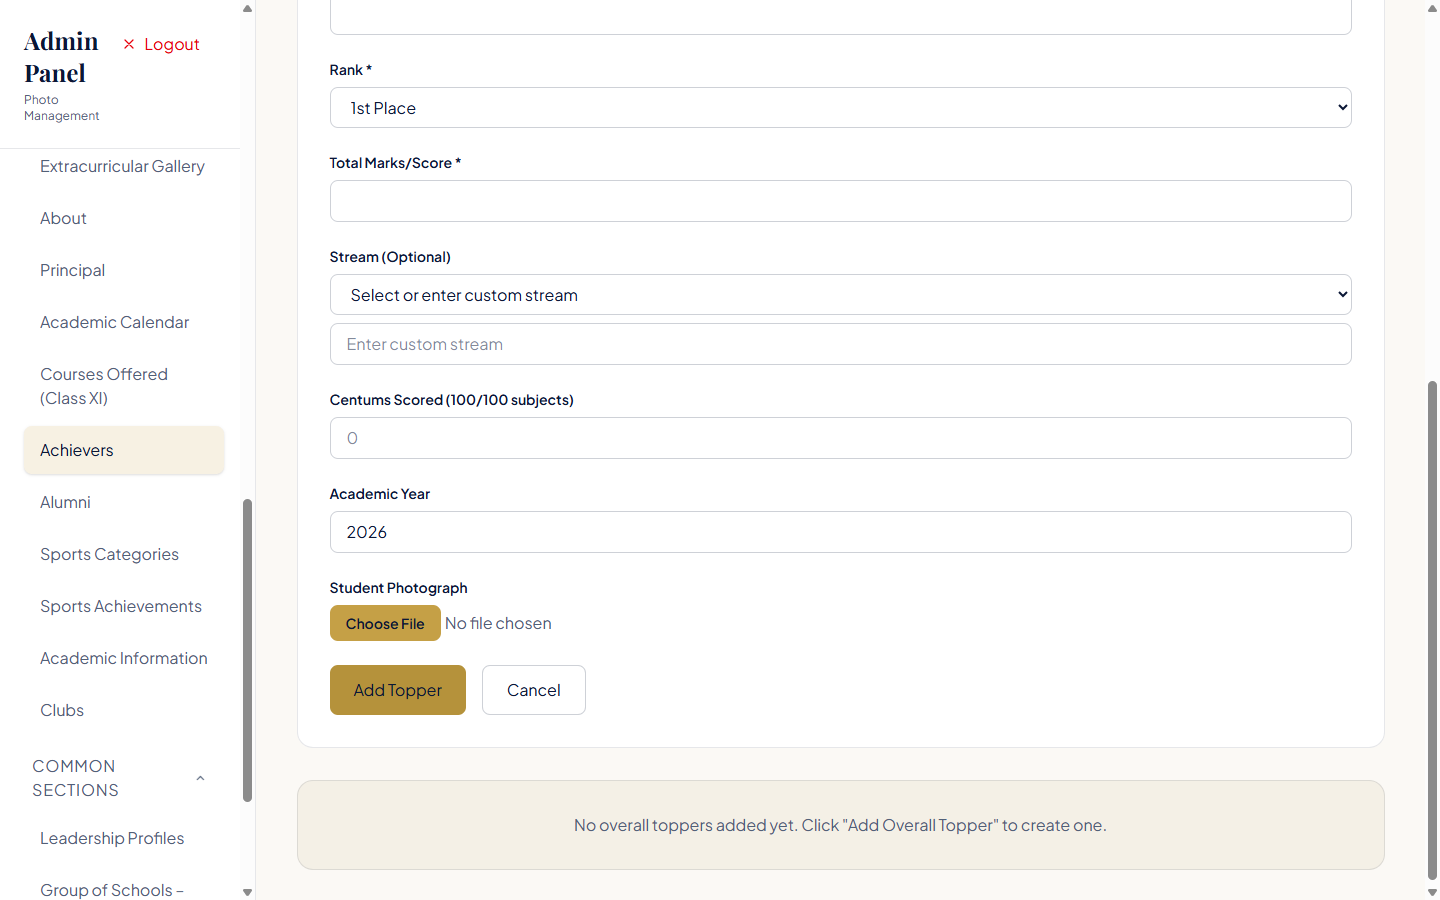 Admin
Panel
Logout
Photo
Management
Extracurricular Gallery
About
Principal
Academic Calendar
Courses Offered
(Class XI)
Achievers
Alumni
Sports Categories
Sports Achievements
Academic Information
Clubs
COMMON
SECTIONS
Leadership Profiles
Group of Schools –
Rank *
1st Place
Total Marks/Score *
Stream (Optional)
Select or enter custom stream
Enter custom stream
Centums Scored (100/100 subjects)
0
Academic Year
2026
Student Photograph
Choose File No file chosen
Add Topper
Cancel
No overall toppers added yet. Click "Add Overall Topper" to create one.